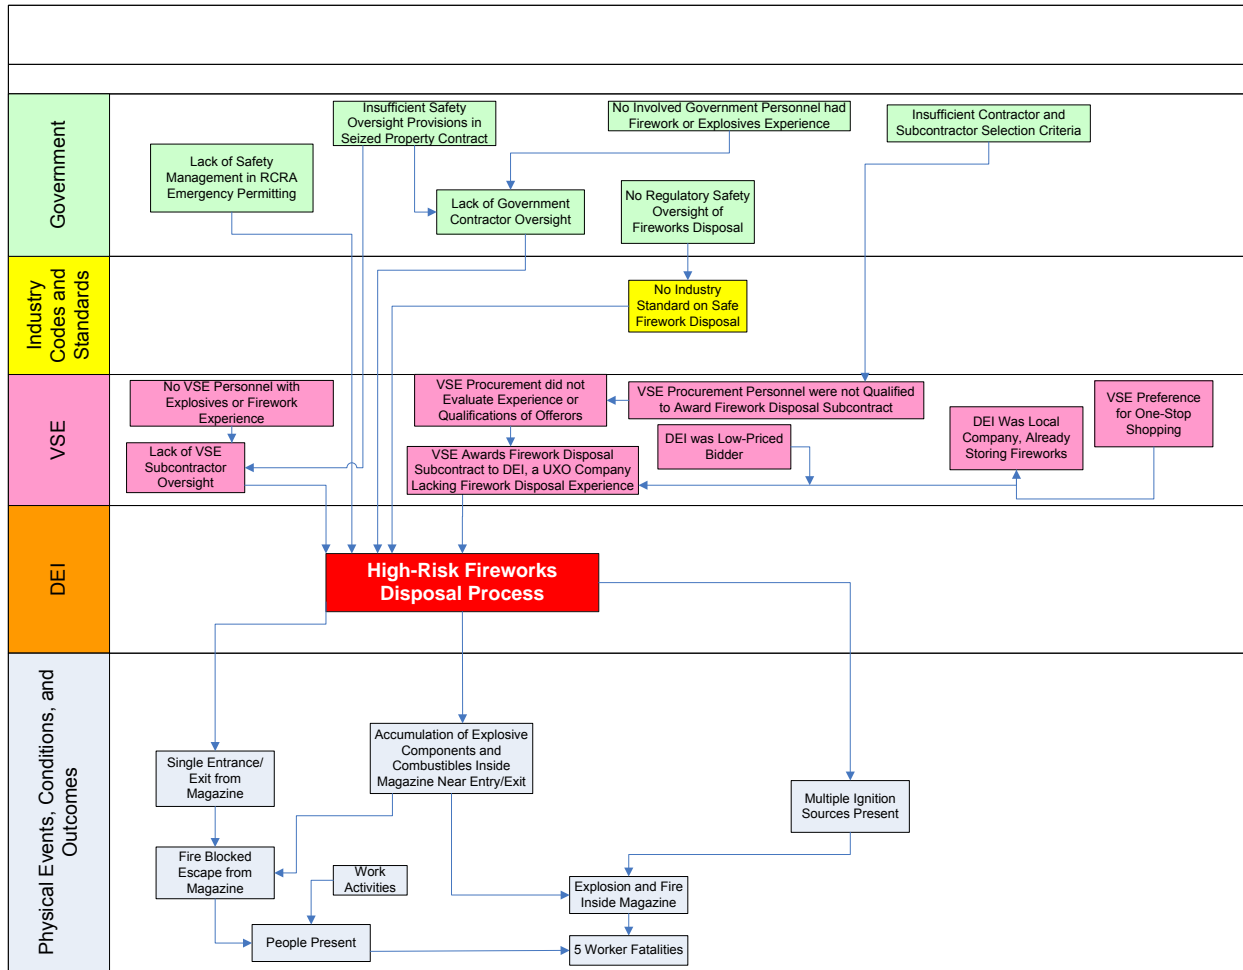 Government
Insufficient Safety
Oversight Provisions in
Seized Property Contract
No Involved Government Personnel had
Firework or Explosives Experience
Insufficient Contractor and
Subcontractor Selection Criteria
Lack of Safety
Management in RCRA
Emergency Permitting
Lack of Government
Contractor Oversight
No Regulatory Safety
Oversight of
Fireworks Disposal
Industry
Codes and
Standards
No Industry
Standard on Safe
Firework Disposal
VSE
No VSE Personnel with
Explosives or Firework
Experience
VSE Procurement did not
Evaluate Experience or
Qualifications of Offerors
VSE Procurement Personnel were not Qualified
to Award Firework Disposal Subcontract
VSE Preference
for One-Stop
Shopping
DEI Was Local
Company, Already
Storing Fireworks
DEI was Low-Priced
Bidder
Lack of VSE
Subcontractor
Oversight
VSE Awards Firework Disposal
Subcontract to DEI, a UXO Company
Lacking Firework Disposal Experience
DEI
High-Risk Fireworks
Disposal Process
Physical Events, Conditions, and
Outcomes
Single Entrance/
Exit from
Magazine
Accumulation of Explosive
Components and
Combustibles Inside
Magazine Near Entry/Exit
Multiple Ignition
Sources Present
Fire Blocked
Escape from
Magazine
Work
Activities
Explosion and Fire
Inside Magazine
People Present
5 Worker Fatalities